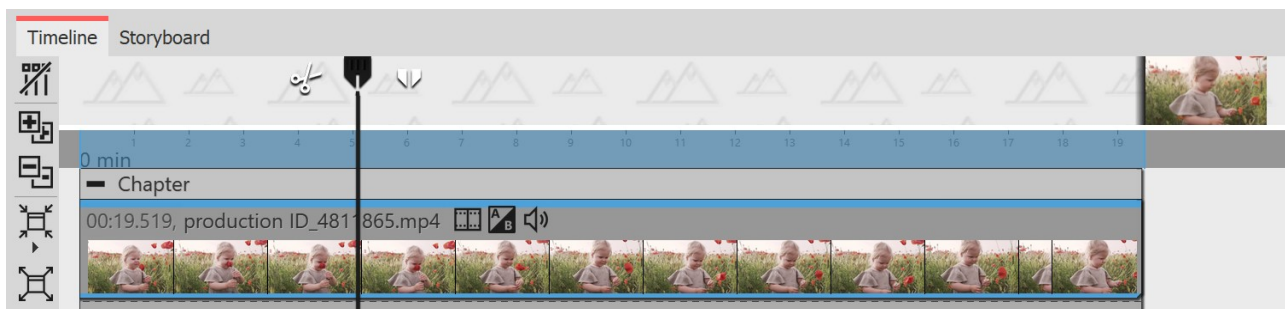 Timeline Storyboard
1 2 3 4 5 6 7 8 9 10 11 12 13 14 15 16 17 18 19
0 min
Chapter
00:19.519, production ID_4811865.mp4 A B